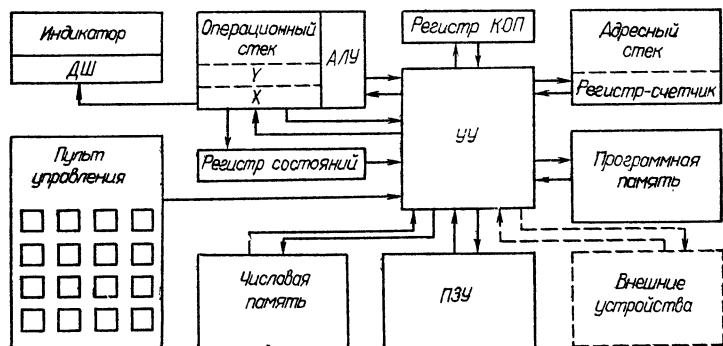 Индикатор
ДШ
Операционный
стек
Y
X
АЛУ
Регистр КОП
Адресный
стек
Регистр-счетчик
Пульт
управления
Регистр состояний
УУ
Программная
память
Числовая
память
ПЗУ
Внешние
устройства